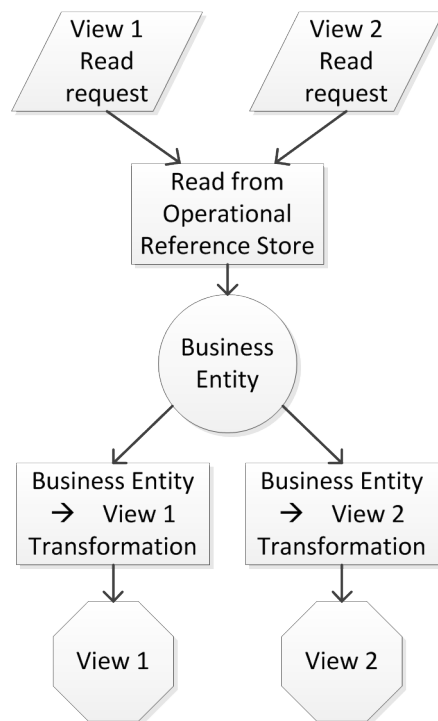 View 1
Read
request
View 2
Read
request
Read from
Operational
Reference Store
Business
Entity
Business Entity
→ View 1
Transformation
Business Entity
→ View 2
Transformation
View 1
View 2